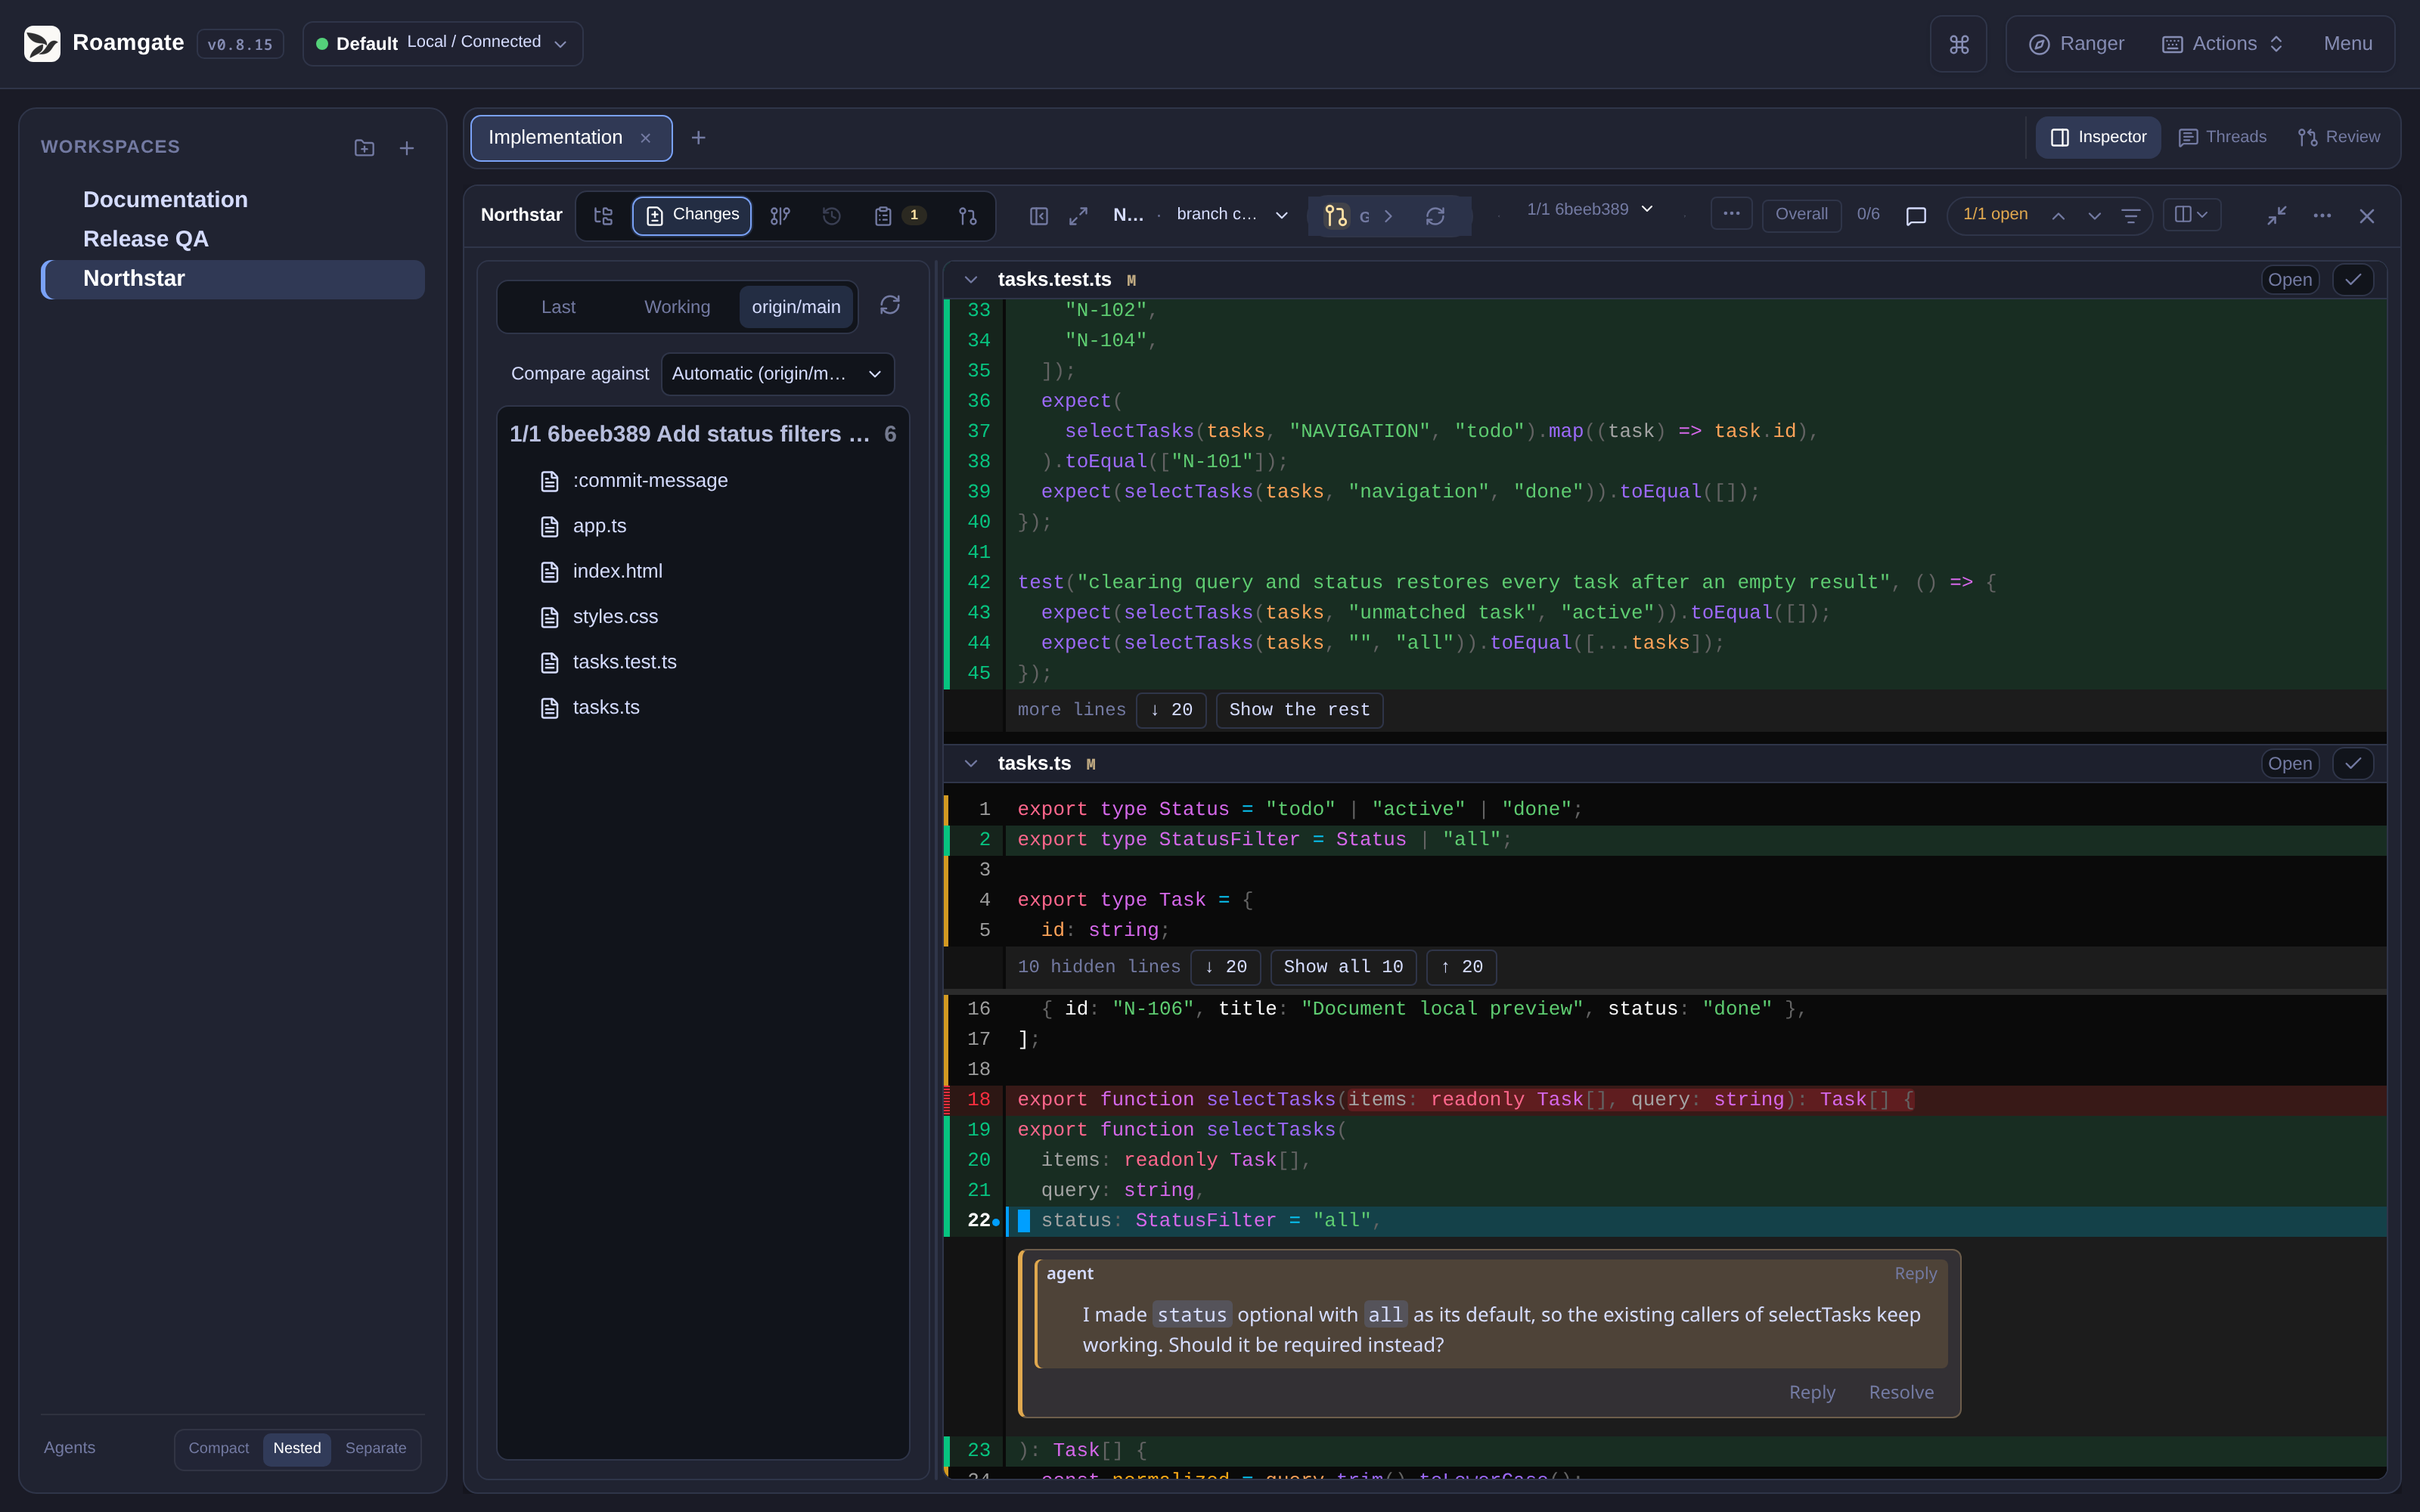 Roamgate v0.8.15 Default Local / Connected Ranger Actions Menu
WORKSPACES
Documentation
Release QA
Northstar
Agents Compact Nested Separate
Implementation Inspector Threads Review
Northstar Changes 1 N... · branch c... 1/1 6beeb389 Overall 0/6 1/1 open
Last Working origin/main
Compare against Automatic (origin/m...
1/1 6beeb389 Add status filters ... 6
:commit-message
app.ts
index.html
styles.css
tasks.test.ts
tasks.ts
tasks.test.ts M Open
33 "N-102",
34 "N-104",
35 ]);
36 expect(
37 selectTasks(tasks, "NAVIGATION", "todo").map((task) => task.id),
38 ).toEqual(["N-101"]);
39 expect(selectTasks(tasks, "navigation", "done")).toEqual([]);
40 });
41
42 test("clearing query and status restores every task after an empty result", () => {
43 expect(selectTasks(tasks, "unmatched task", "active")).toEqual([]);
44 expect(selectTasks(tasks, "", "all")).toEqual([...tasks]);
45 });
more lines ↓ 20 Show the rest
tasks.ts M Open
1 export type Status = "todo" | "active" | "done";
2 export type StatusFilter = Status | "all";
3
4 export type Task = {
5 id: string;
10 hidden lines ↓ 20 Show all 10 ↑ 20
16 { id: "N-106", title: "Document local preview", status: "done" },
17 ];
18
18 export function selectTasks(items: readonly Task[], query: string): Task[] {
19 export function selectTasks(
20 items: readonly Task[],
21 query: string,
22 status: StatusFilter = "all",
agent Reply
I made status optional with all as its default, so the existing callers of selectTasks keep
working. Should it be required instead?
Reply Resolve
23 ): Task[] {
24 const normalized = query.trim().toLowerCase();